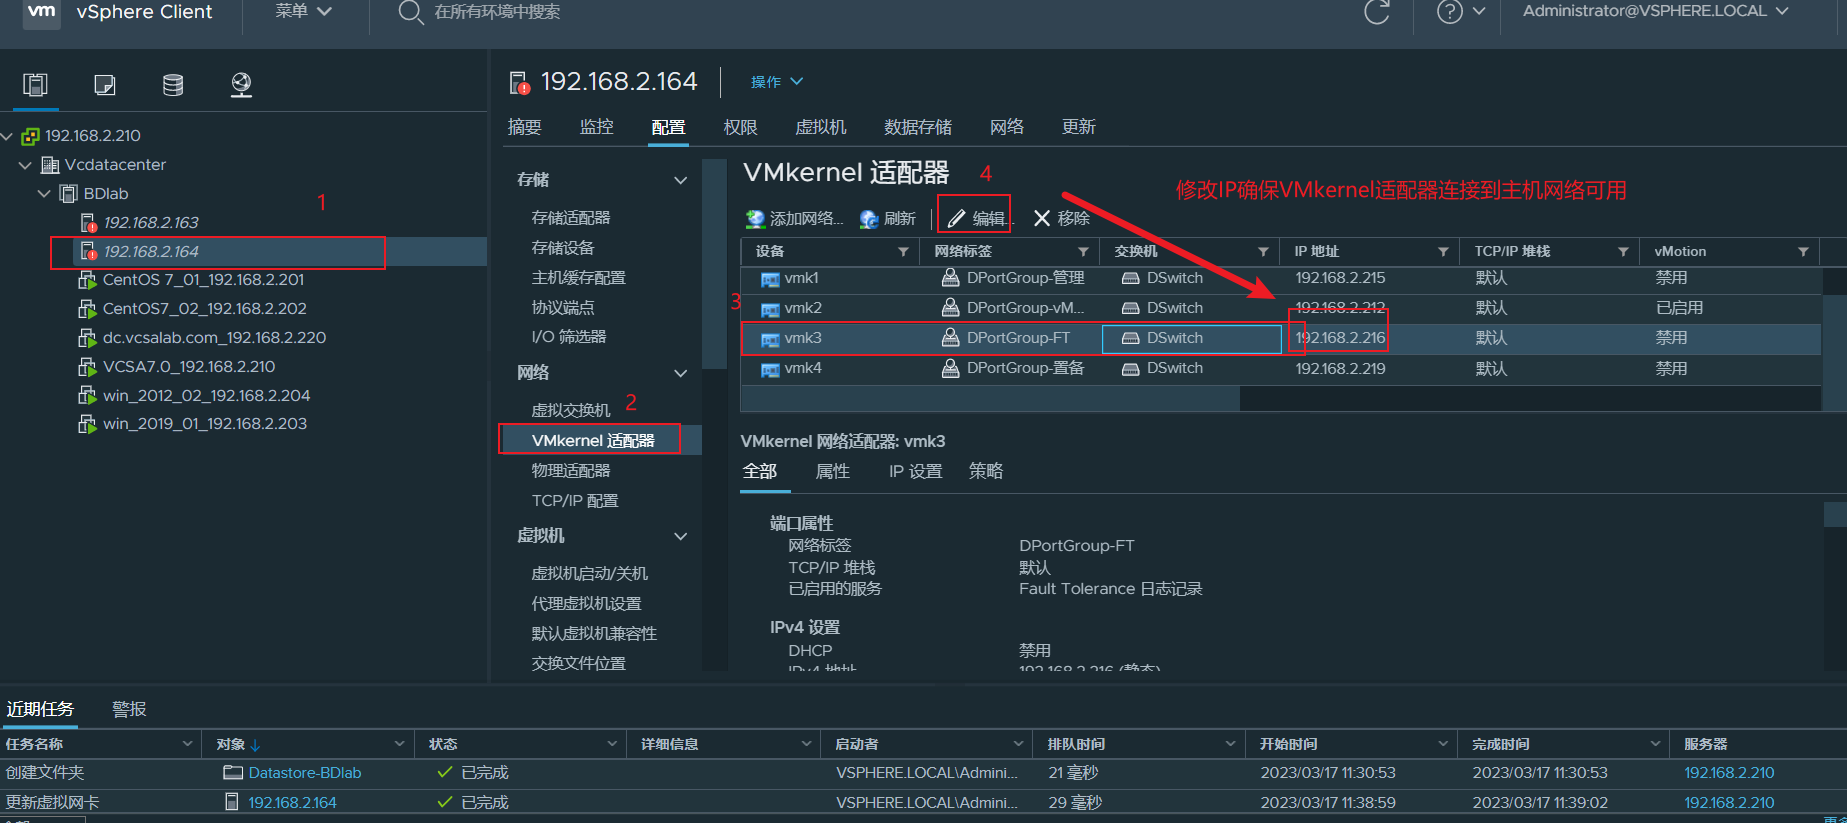 vm vSphere Client 菜单 在所有环境中搜索 Administrator@VSPHERE.LOCAL
192.168.2.210
Vcdatacenter
BDlab
1
192.168.2.163
192.168.2.164
CentOS 7_01_192.168.2.201
CentOS7_02_192.168.2.202
dc.vcsalab.com_192.168.2.220
VCSA7.0_192.168.2.210
win_2012_02_192.168.2.204
win_2019_01_192.168.2.203
192.168.2.164 操作
摘要 监控 配置 权限 虚拟机 数据存储 网络 更新
存储
存储适配器
存储设备
主机缓存配置
协议端点
I/O 筛选器
网络
虚拟交换机 2
VMkernel 适配器
物理适配器
TCP/IP 配置
虚拟机
虚拟机启动/关机
代理虚拟机设置
默认虚拟机兼容性
交换文件位置
VMkernel 适配器 4
修改IP确保VMkernel适配器连接到主机网络可用
添加网络... 刷新 编辑... 移除
设备 网络标签 交换机 IP 地址 TCP/IP 堆栈 vMotion
vmk1 DPortGroup-管理 DSwitch 192.168.2.215 默认 禁用
3
vmk2 DPortGroup-vM... DSwitch 192.168.2.212 默认 已启用
vmk3 DPortGroup-FT DSwitch 192.168.2.216 默认 禁用
vmk4 DPortGroup-置备 DSwitch 192.168.2.219 默认 禁用
VMkernel 网络适配器: vmk3
全部 属性 IP 设置 策略
端口属性
网络标签 DPortGroup-FT
TCP/IP 堆栈 默认
已启用的服务 Fault Tolerance 日志记录
IPv4 设置
DHCP 禁用
IPv4 地址 192.168.2.216 (静态)
近期任务 警报
任务名称 对象 状态 详细信息 启动者 排队时间 开始时间 完成时间 服务器
创建文件夹 Datastore-BDlab 已完成 VSPHERE.LOCAL\Admini... 21 毫秒 2023/03/17 11:30:53 2023/03/17 11:30:53 192.168.2.210
更新虚拟网卡 192.168.2.164 已完成 VSPHERE.LOCAL\Admini... 29 毫秒 2023/03/17 11:38:59 2023/03/17 11:39:02 192.168.2.210